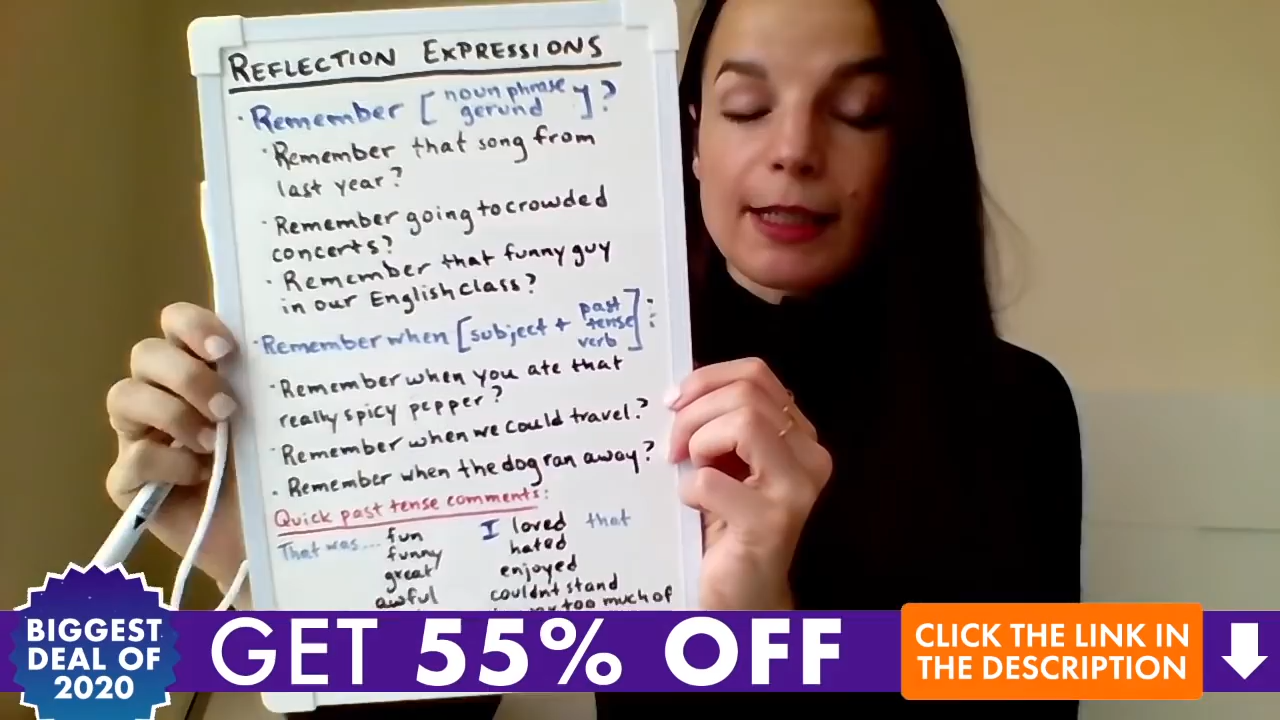 REFLECTION EXPRESSIONS
· Remember [noun phrase gerund]?
· Remember that song from
last year?
· Remember going to crowded
concerts?
· Remember that funny guy
in our English class?
· Remember when [subject + past tense verb]:
· Remember when you ate that
really spicy pepper?
· Remember when we could travel?
· Remember when the dog ran away?
Quick past tense comments:
That was... fun
funny
great
awful
I loved that
hated
enjoyed
couldnt stand
too much of
BIGGEST
DEAL OF
2020
GET 55% OFF
CLICK THE LINK IN
THE DESCRIPTION